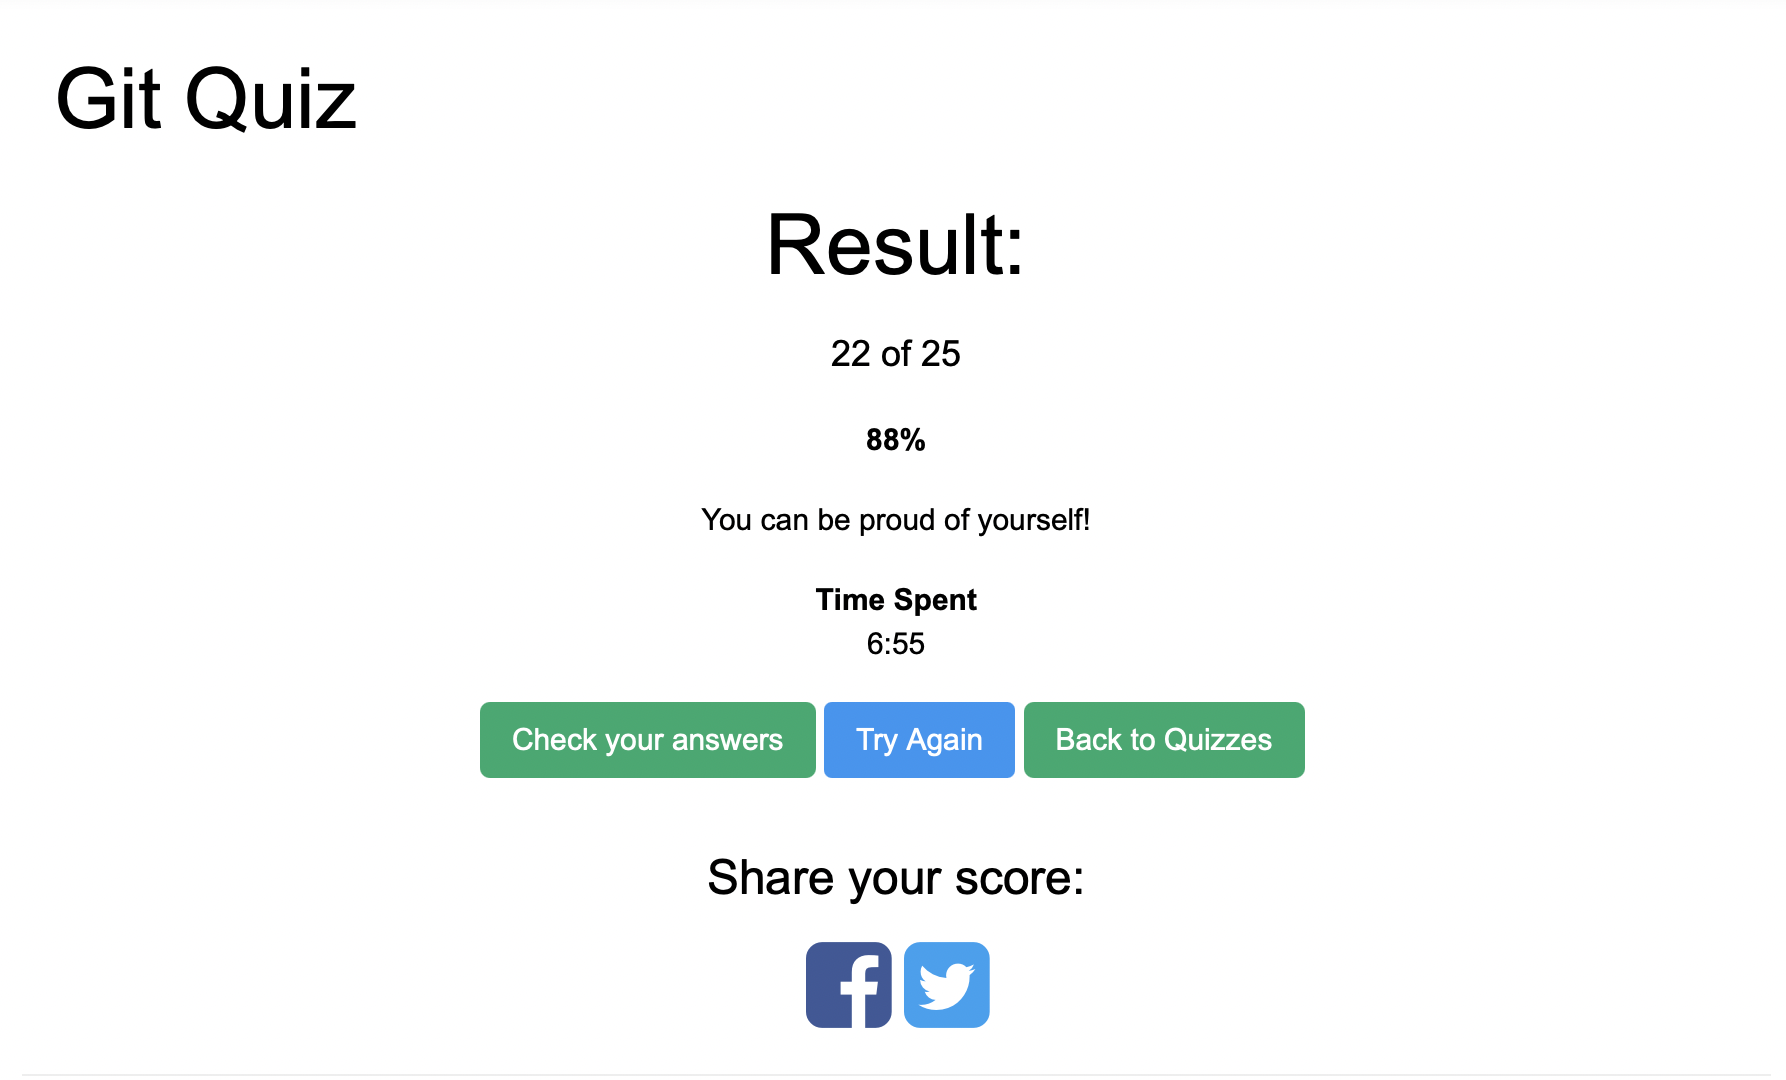 Git Quiz
Result:
22 of 25
88%
You can be proud of yourself!
Time Spent
6:55
Check your answers Try Again Back to Quizzes
Share your score: